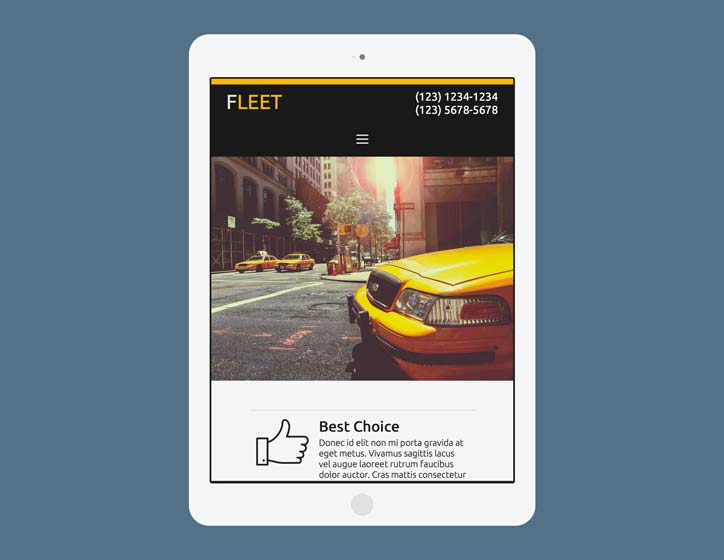 FLEET
(123) 1234-1234
(123) 5678-5678
Best Choice
Donec id elit non mi porta gravida at
eget metus. Vivamus sagittis lacus
vel augue laoreet rutrum faucibus
dolor auctor. Cras mattis consectetur